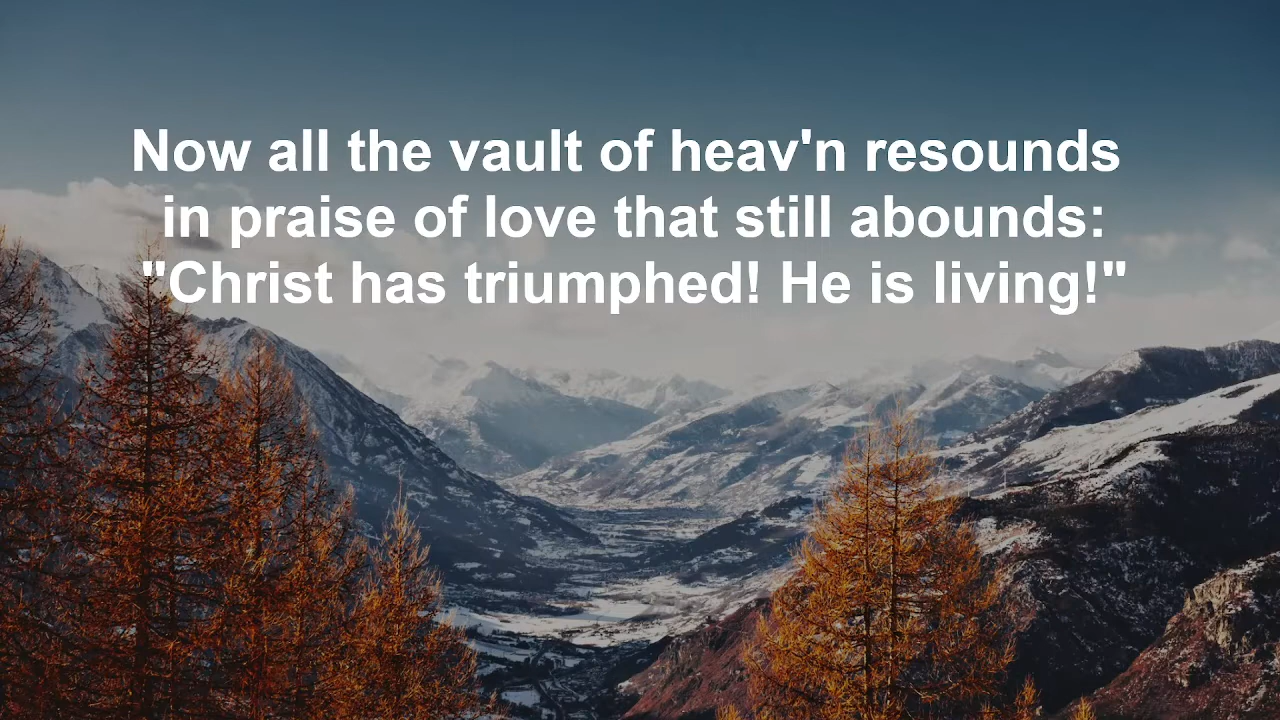 Now all the vault of heav'n resounds
in praise of love that still abounds:
"Christ has triumphed! He is living!"